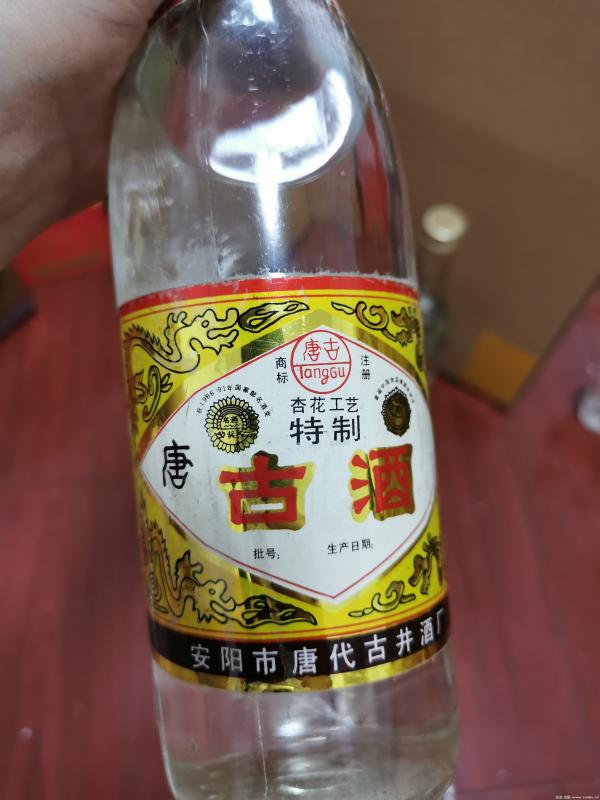 商标
唐古
TangGu
注册
杏花工艺
特制
唐 古 酒
批号: 生产日期:
安阳市唐代古井酒厂